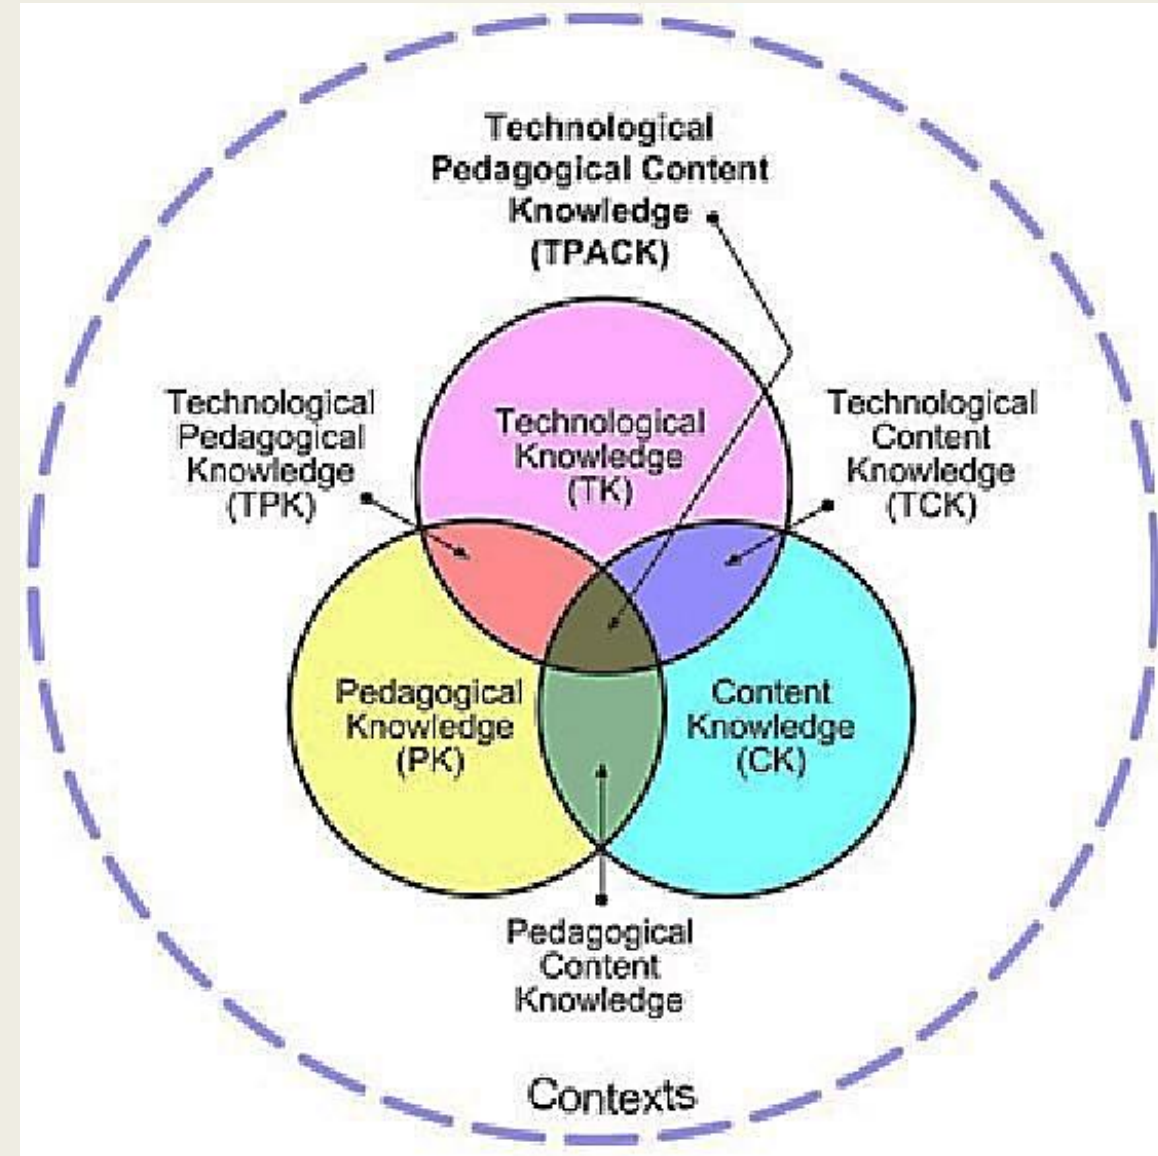 Technological
Pedagogical Content
Knowledge
(TPACK)
Technological
Pedagogical
Knowledge
(TPK)
Technological
Knowledge
(TK)
Technological
Content
Knowledge
(TCK)
Pedagogical
Knowledge
(PK)
Content
Knowledge
(CK)
Pedagogical
Content
Knowledge
Contexts